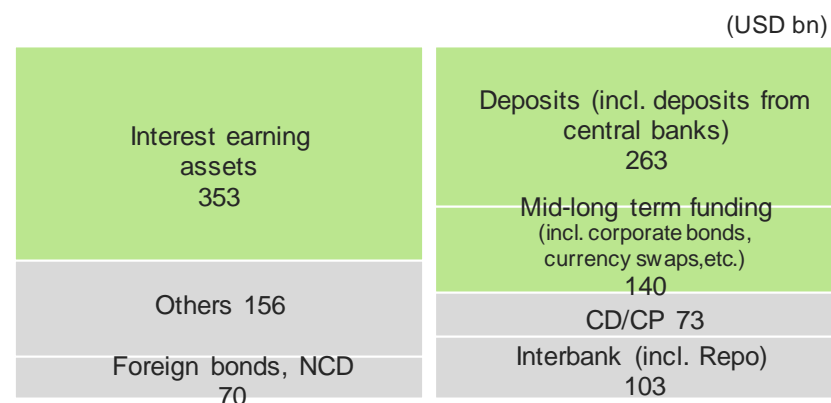 (USD bn)
Interest earning
assets
353
Others 156
Foreign bonds, NCD
70
Deposits (incl. deposits from
central banks)
263
Mid-long term funding
(incl. corporate bonds,
currency swaps,etc.)
140
CD/CP 73
Interbank (incl. Repo)
103